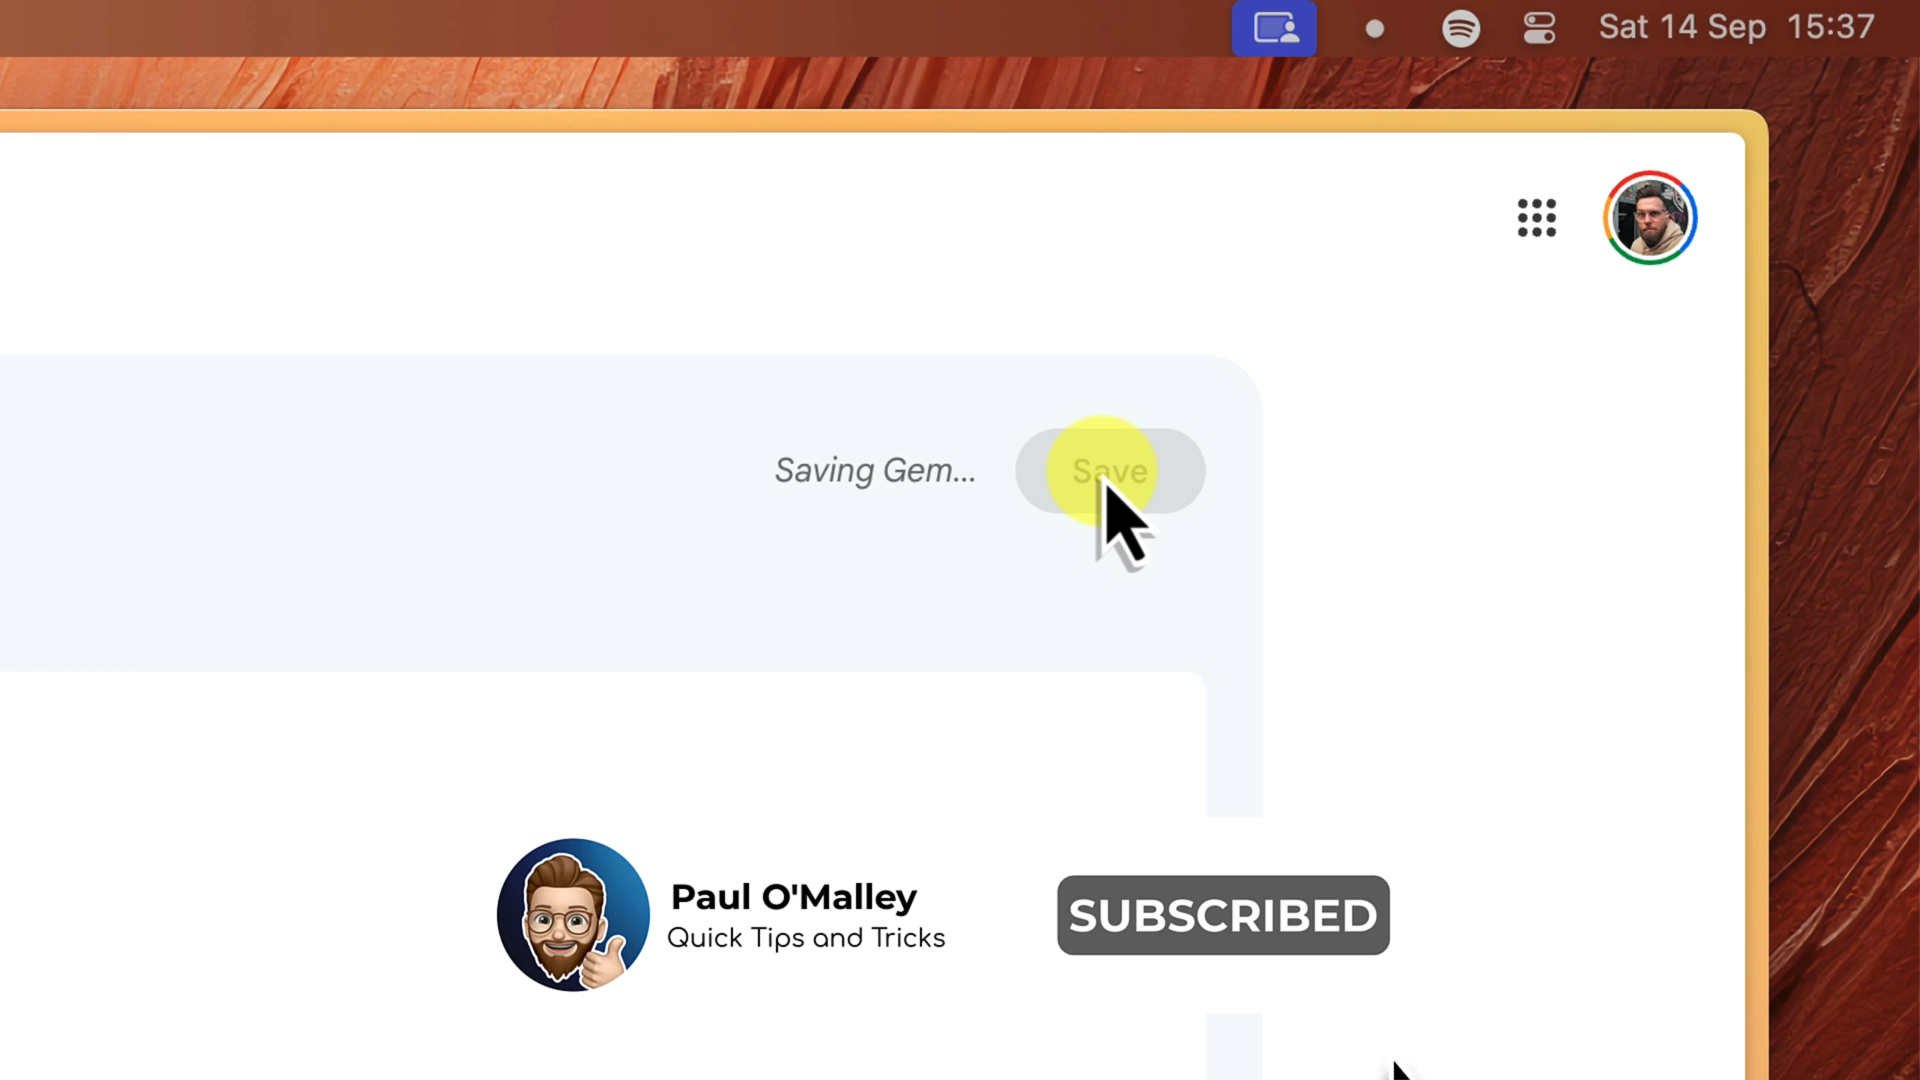 Sat 14 Sep 15:37
Saving Gem...
Save
Paul O'Malley
Quick Tips and Tricks
SUBSCRIBED